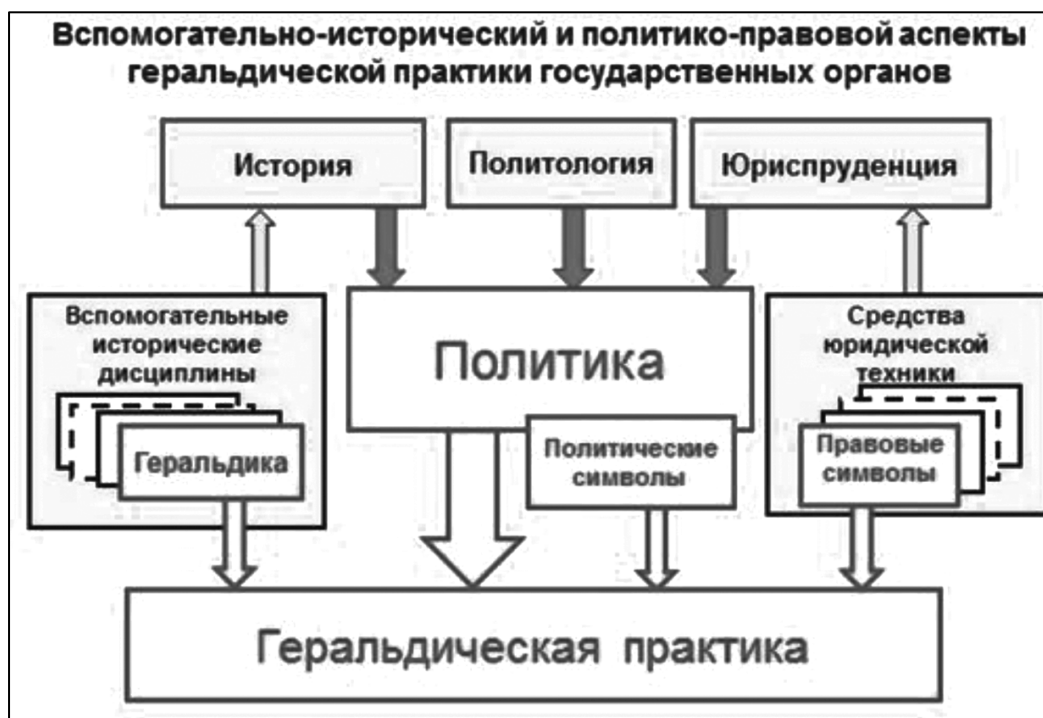 Вспомогательно-исторический и политико-правовой аспекты
геральдической практики государственных органов
История
Политология
Юриспруденция
Вспомогательные
исторические
дисциплины
Геральдика
Политика
Политические
символы
Средства
юридической
техники
Правовые
символы
Геральдическая практика